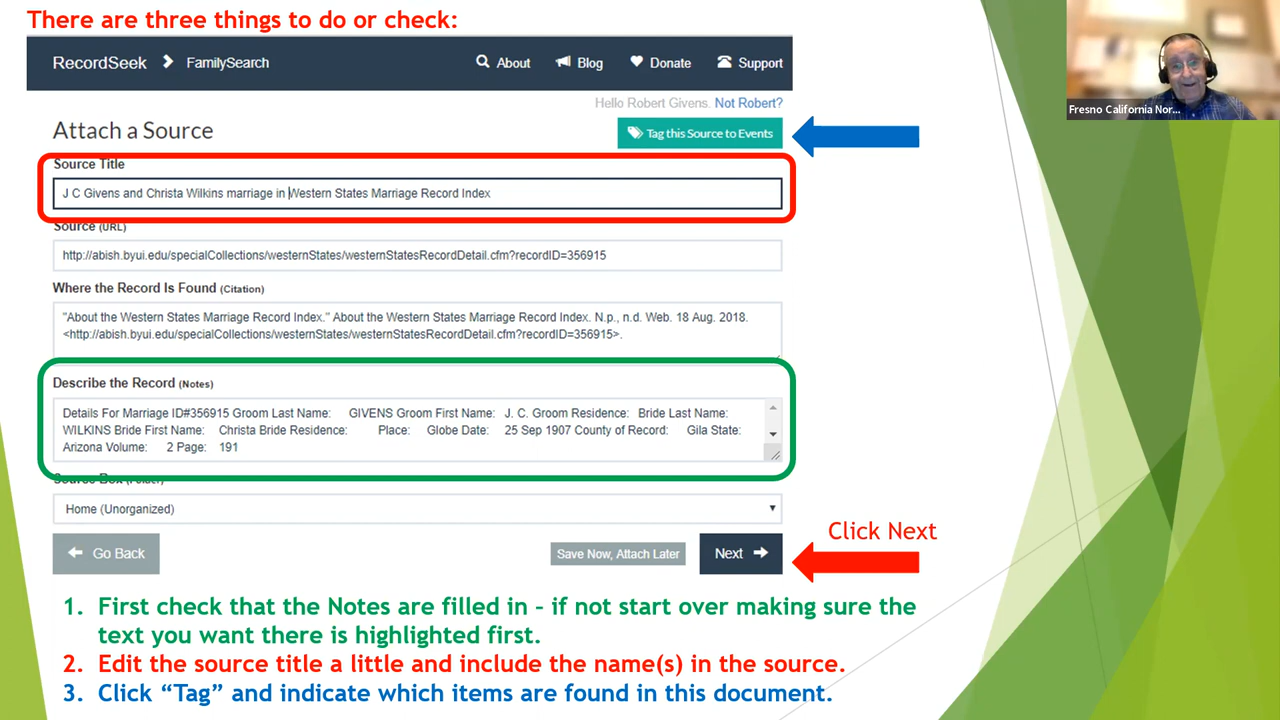 There are three things to do or check:
RecordSeek FamilySearch About Blog Donate Support
Hello Robert Givens. Not Robert?
Attach a Source
Tag this Source to Events
Source Title
J C Givens and Christa Wilkins marriage in Western States Marriage Record Index
Source (URL)
http://abish.byui.edu/specialCollections/westernStates/westernStatesRecordDetail.cfm?recordID=356915
Where the Record Is Found (Citation)
"About the Western States Marriage Record Index." About the Western States Marriage Record Index. N.p., n.d. Web. 18 Aug. 2018.
<http://abish.byui.edu/specialCollections/westernStates/westernStatesRecordDetail.cfm?recordID=356915>.
Describe the Record (Notes)
Details For Marriage ID#356915 Groom Last Name: GIVENS Groom First Name: J. C. Groom Residence: Bride Last Name:
WILKINS Bride First Name: Christa Bride Residence: Place: Globe Date: 25 Sep 1907 County of Record: Gila State:
Arizona Volume: 2 Page: 191
Source Box (Folder)
Home (Unorganized)
Go Back Save Now, Attach Later Next
Click Next
1. First check that the Notes are filled in – if not start over making sure the
text you want there is highlighted first.
2. Edit the source title a little and include the name(s) in the source.
3. Click “Tag” and indicate which items are found in this document.
Fresno California Nor...